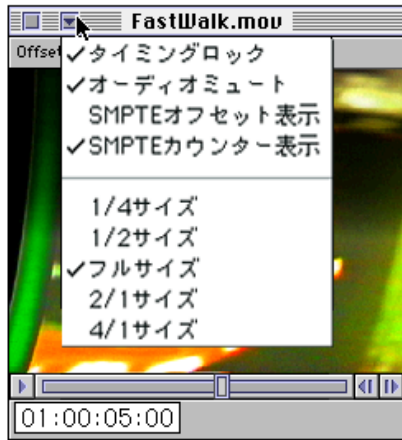 FastWalk.mov
Offset
✓タイミングロック
✓オーディオミュート
SMPTEオフセット表示
✓SMPTEカウンター表示
1/4サイズ
1/2サイズ
✓フルサイズ
2/1サイズ
4/1サイズ
01:00:05:00